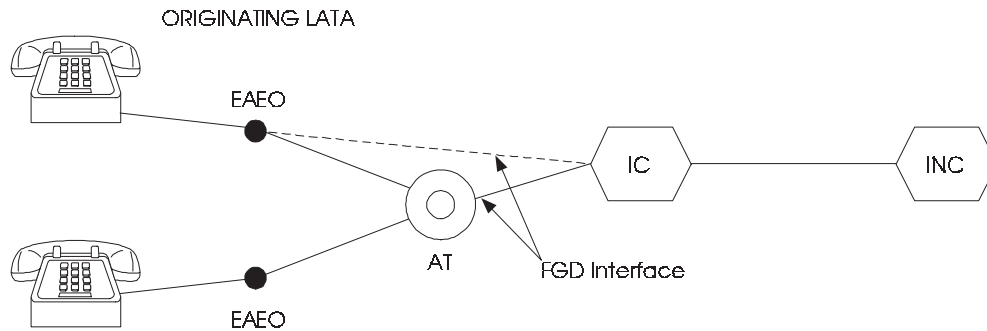 ORIGINATING LATA
EAEO
IC
INC
AT
FGD Interface
EAEO